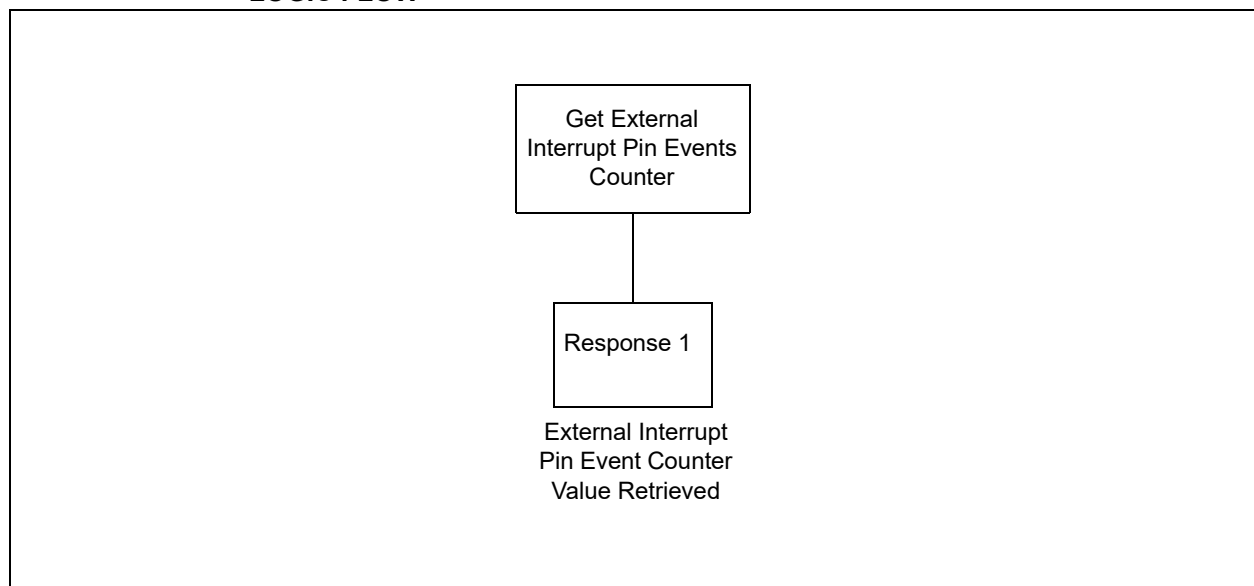 Get External
Interrupt Pin Events
Counter
Response 1
External Interrupt
Pin Event Counter
Value Retrieved